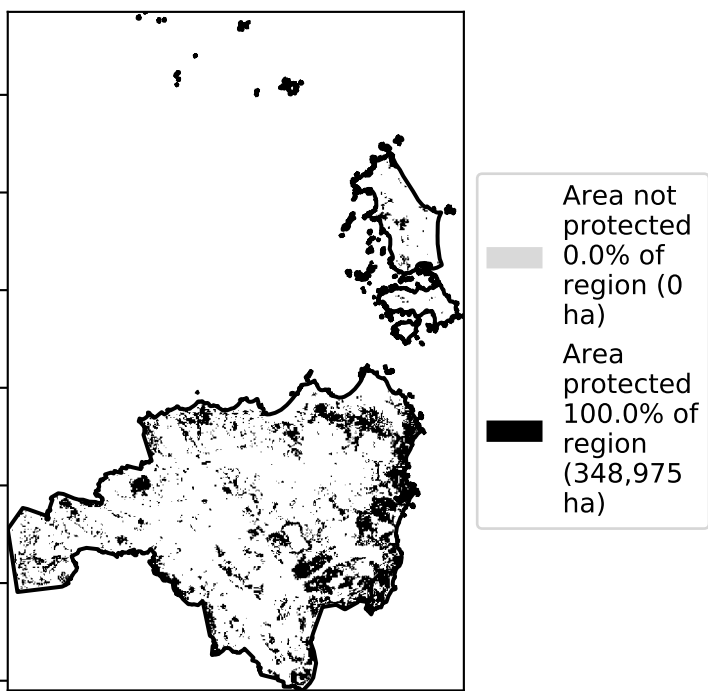 Area not
protected
0.0% of
region (0
ha)
Area
protected
100.0% of
region
(348,975
ha)